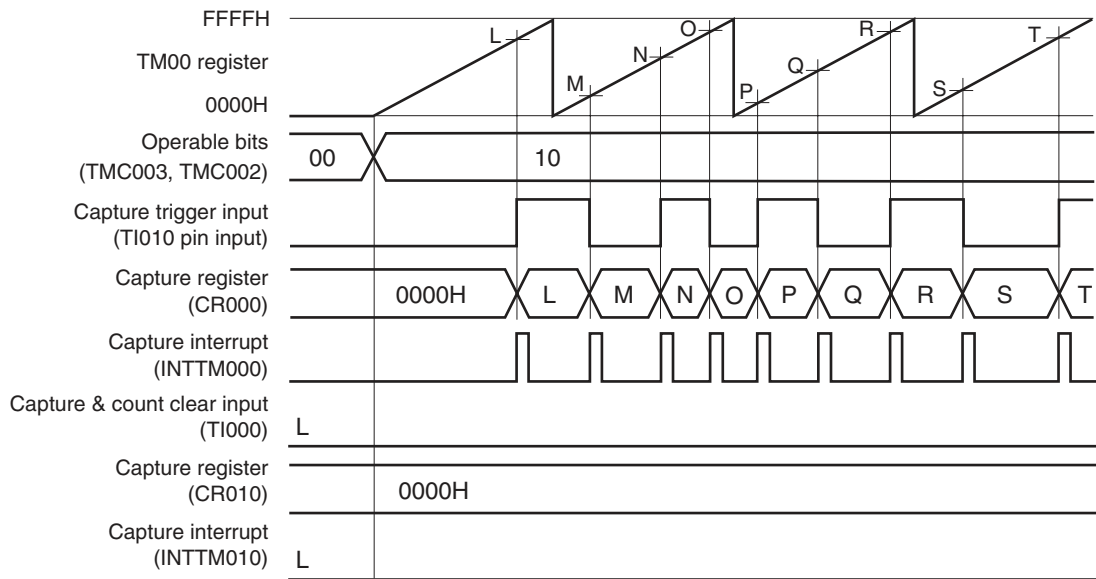 FFFFH
TM00 register
0000H
L M N O P Q R S T
Operable bits
(TMC003, TMC002)
00 10
Capture trigger input
(TI010 pin input)
Capture register
(CR000)
0000H L M N O P Q R S T
Capture interrupt
(INTTM000)
Capture & count clear input
(TI000)
L
Capture register
(CR010)
0000H
Capture interrupt
(INTTM010)
L